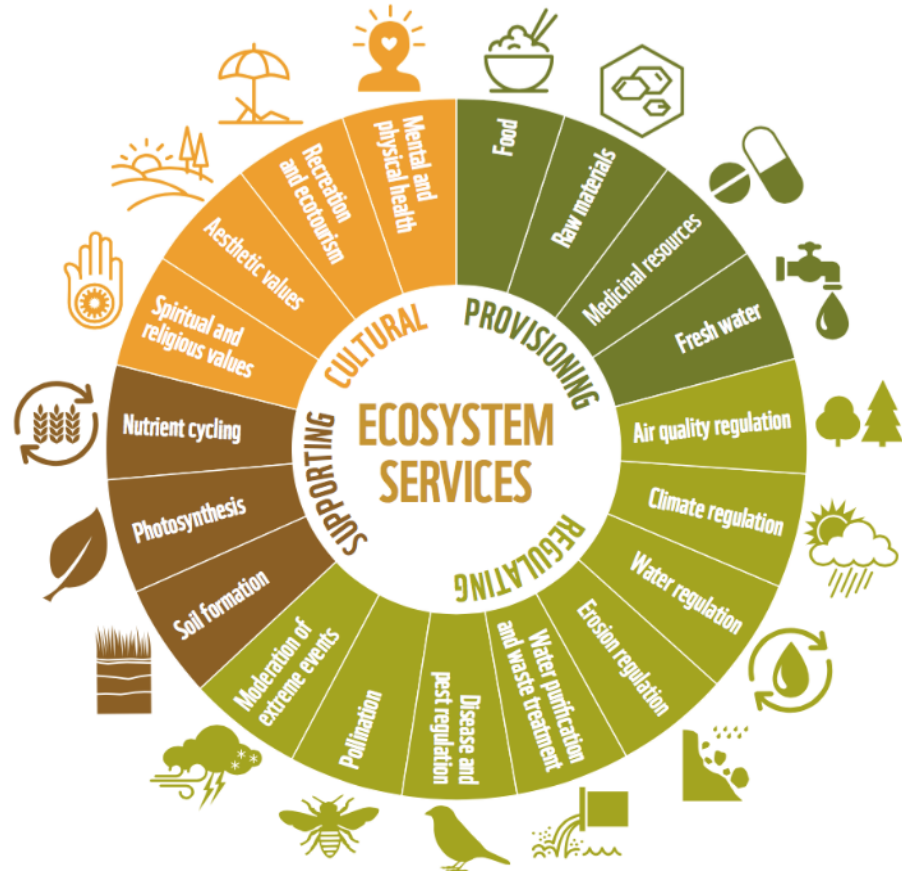 ECOSYSTEM
SERVICES
PROVISIONING
Food
Raw materials
Medicinal resources
Fresh water
REGULATING
Air quality regulation
Climate regulation
Water regulation
Erosion regulation
Water purification
and waste treatment
Disease and
pest regulation
Pollination
Moderation of
extreme events
SUPPORTING
Soil formation
Photosynthesis
Nutrient cycling
CULTURAL
Spiritual and
religious values
Aesthetic values
Recreation
and ecotourism
Mental and
physical health